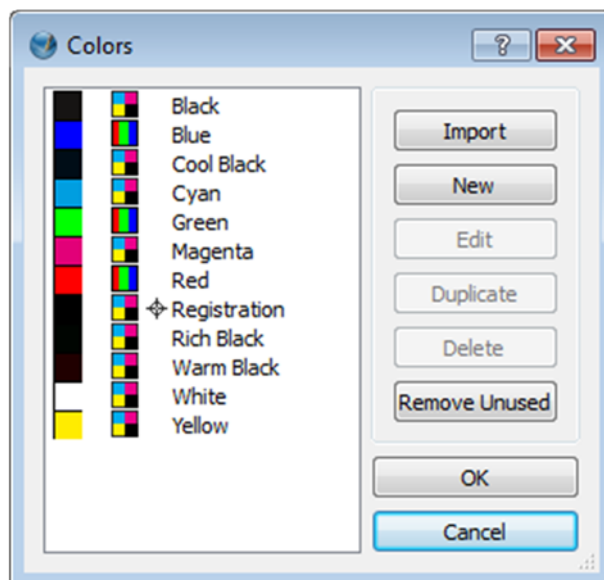 Colors
?
Black
Blue
Cool Black
Cyan
Green
Magenta
Red
Registration
Rich Black
Warm Black
White
Yellow
Import
New
Edit
Duplicate
Delete
Remove Unused
OK
Cancel